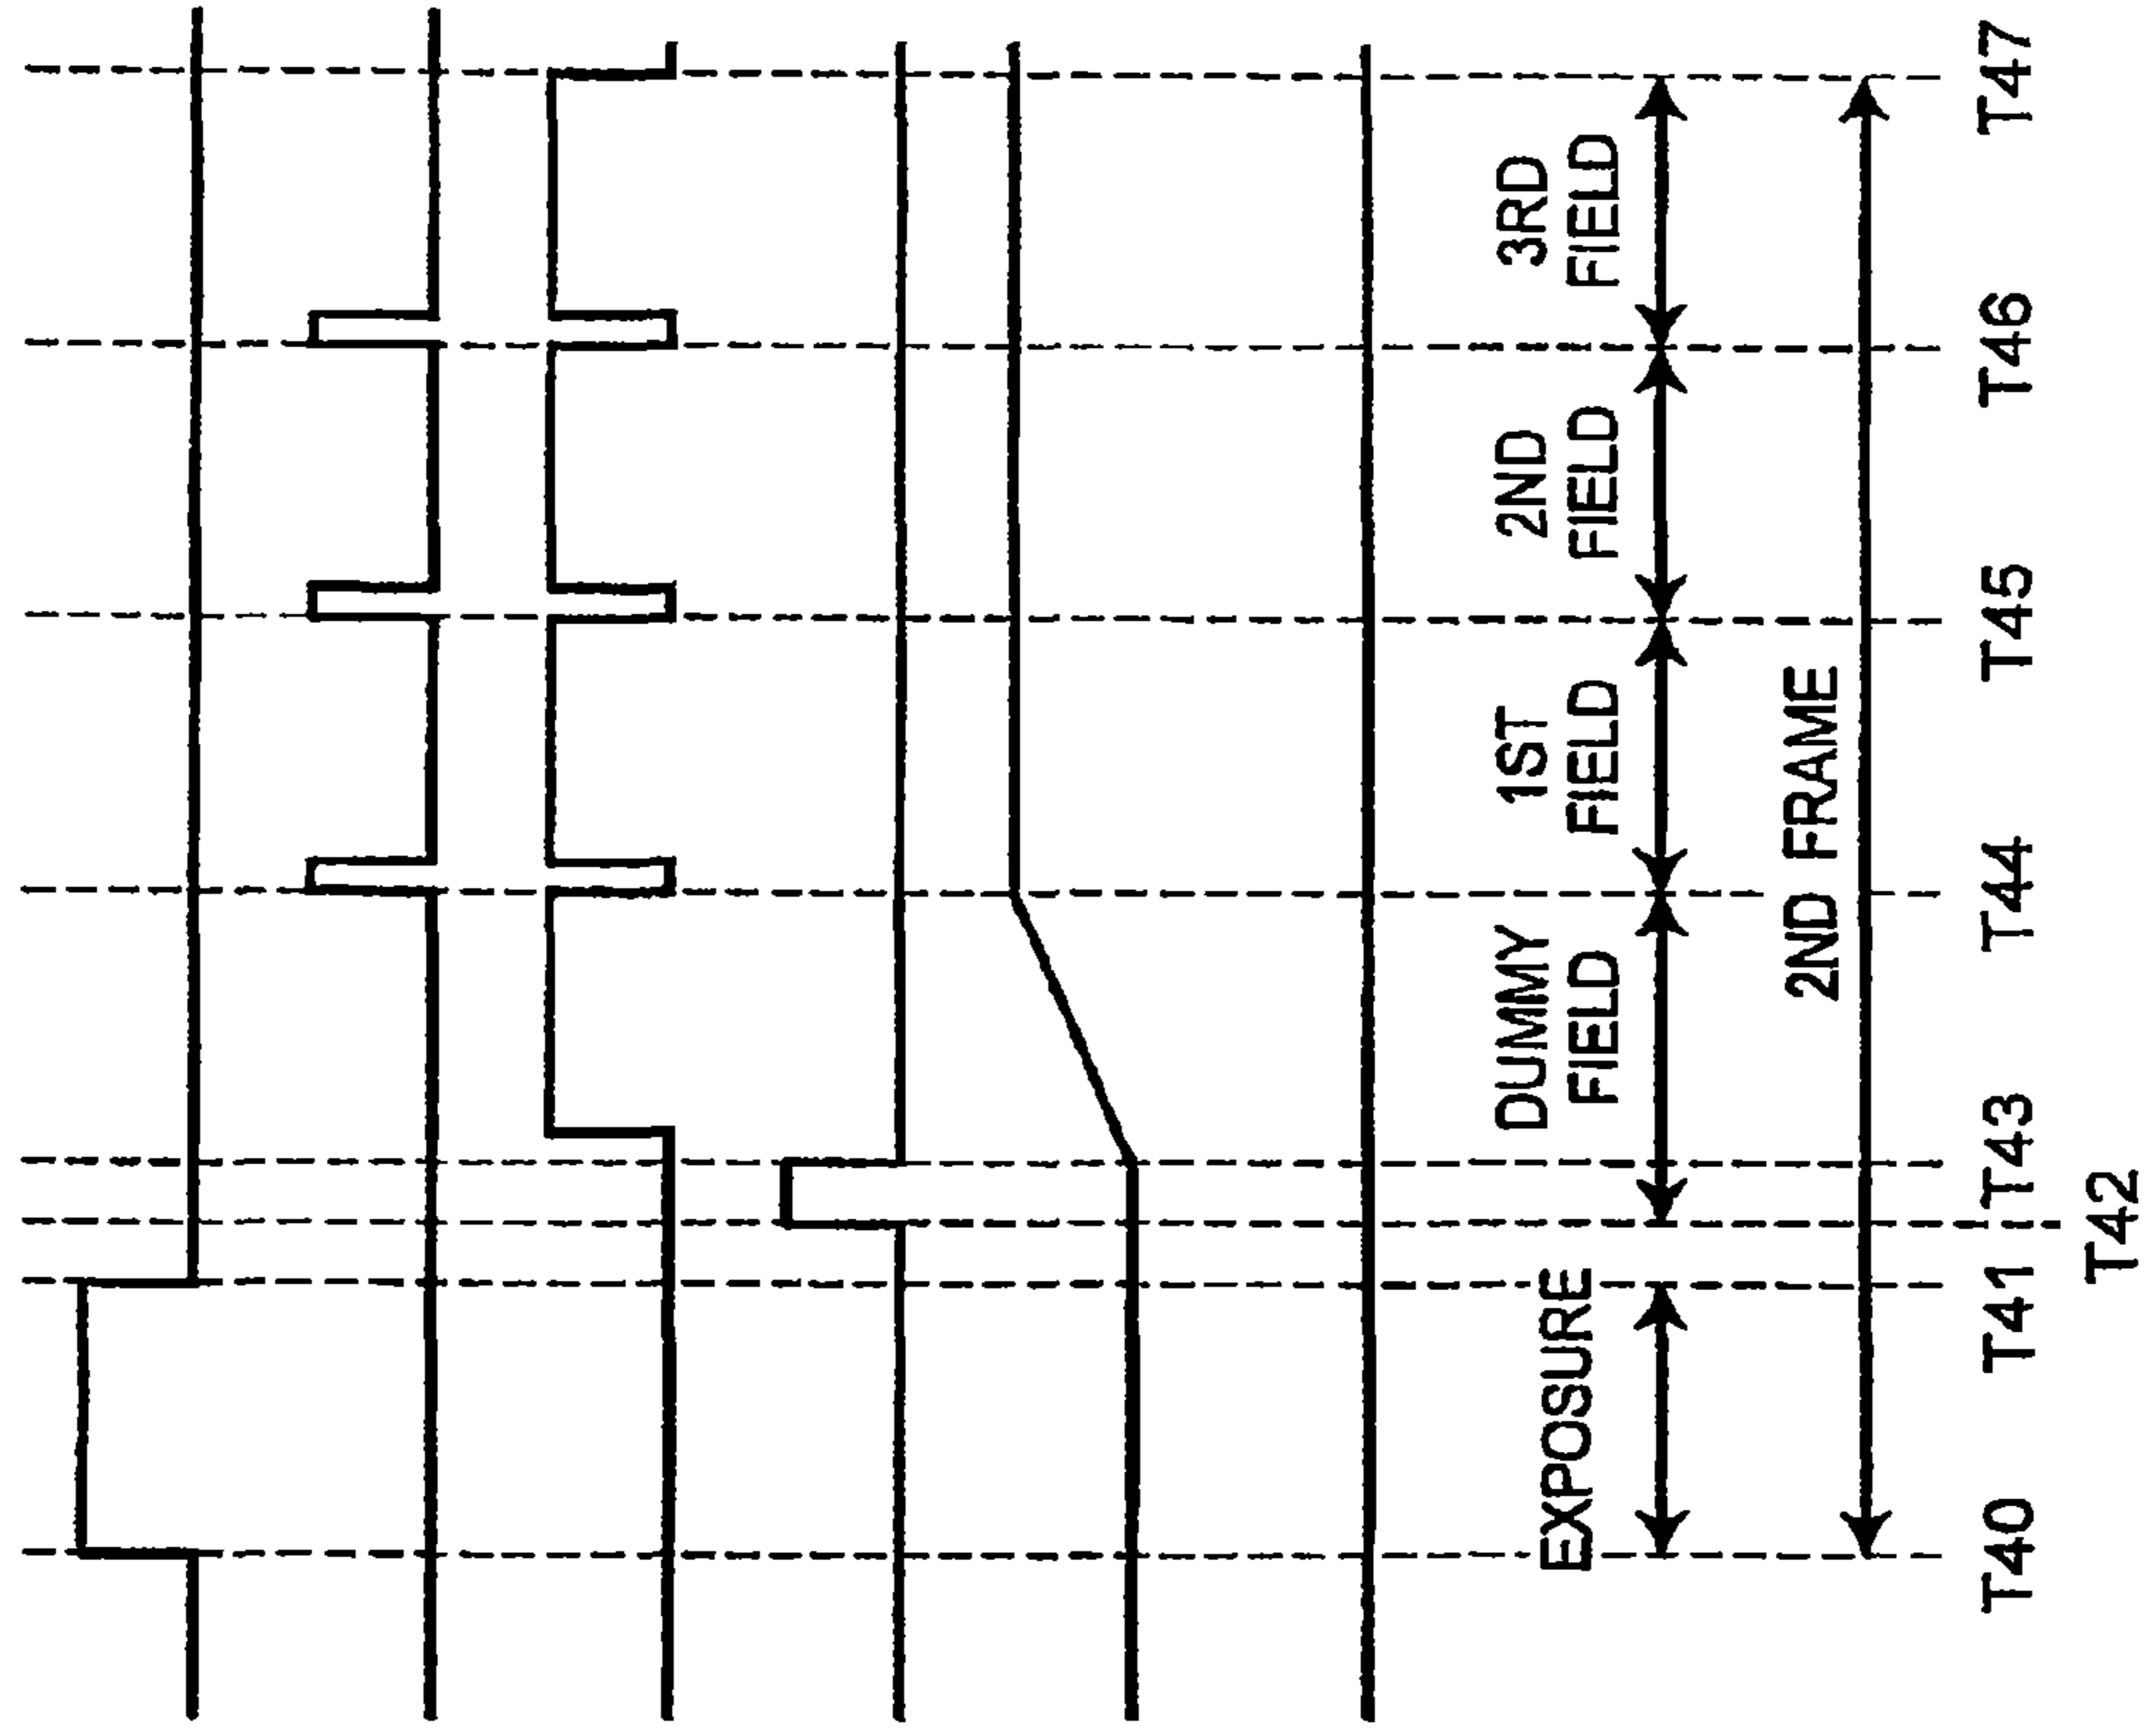 EXPOSURE
DUMMY
FIELD
1ST
FIELD
2ND
FIELD
3RD
FIELD
2ND FRAME
T40
T41
T43
T44
T45
T46
T47
T42